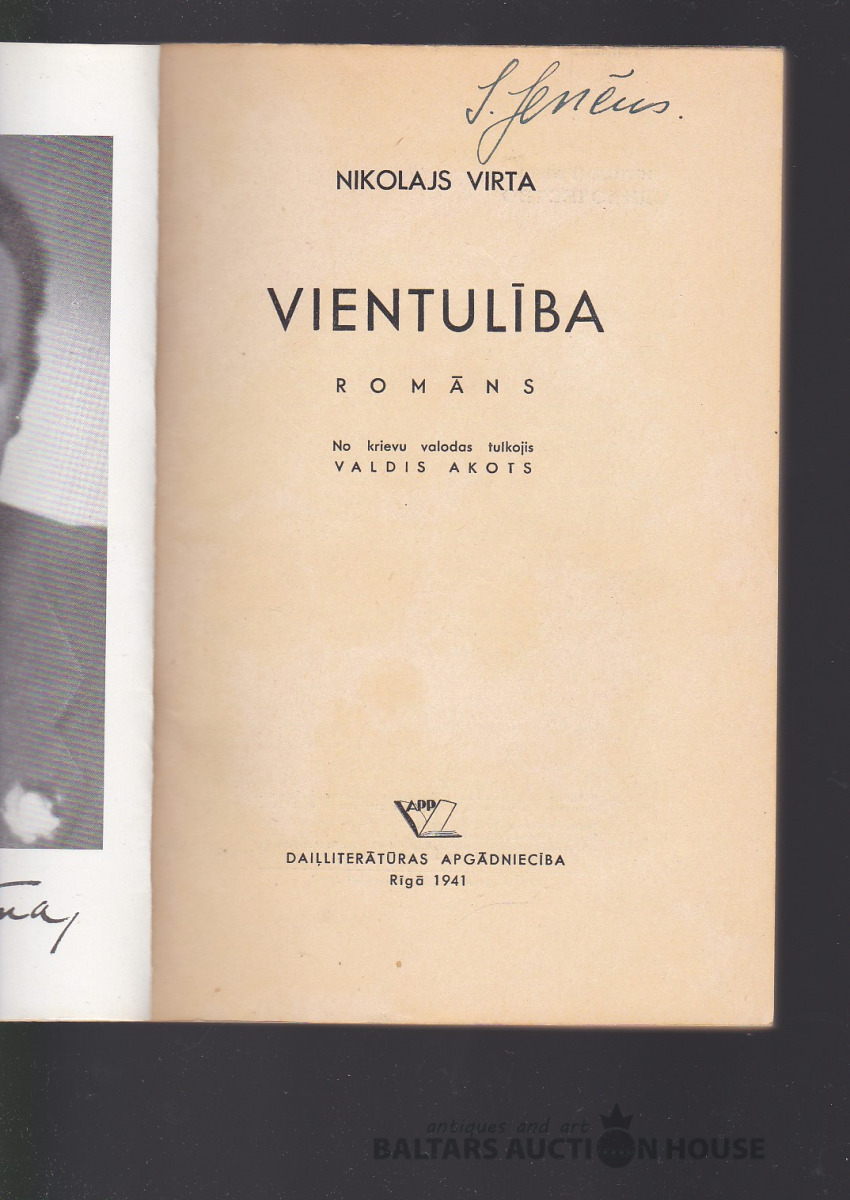 NIKOLAJS VIRTA
VIENTULĪBA
ROMĀNS
No krievu valodas tulkojis
VALDIS AKOTS
APP
DAIĻLITERĀTŪRAS APGĀDNIECĪBA
Rīgā 1941
antiques and art
BALTARS AUCTION HOUSE